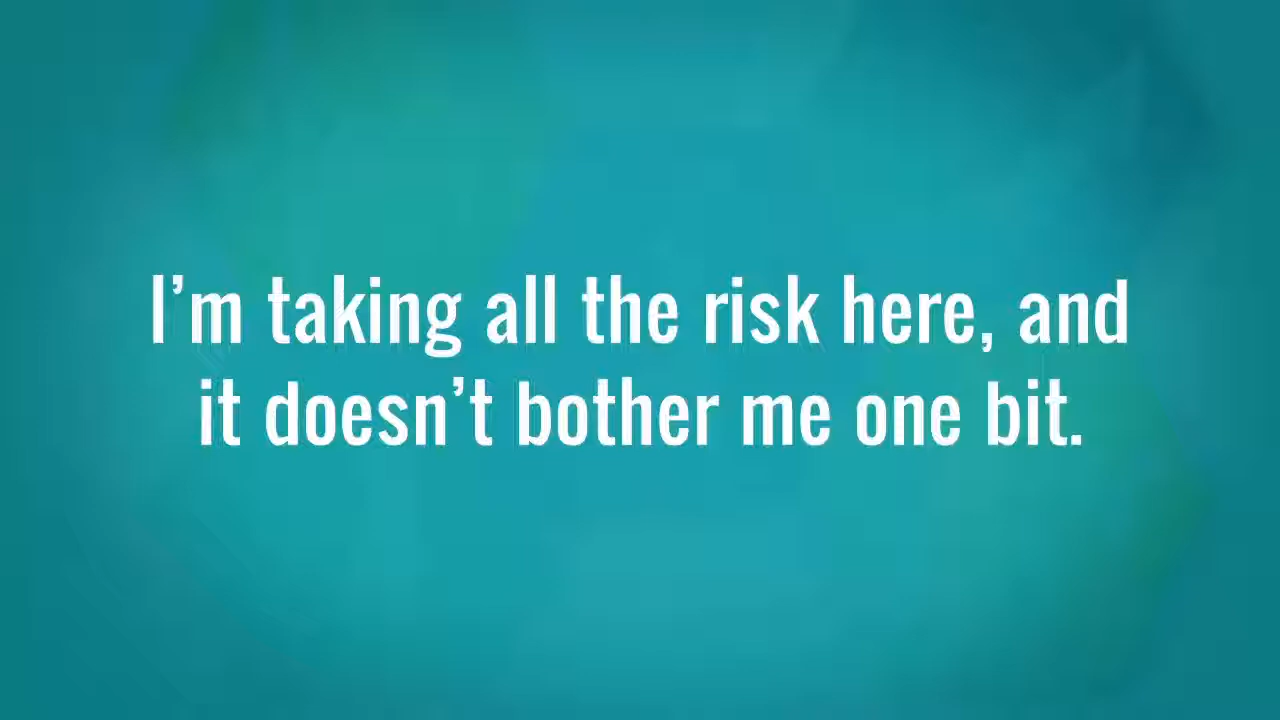 I’m taking all the risk here, and
it doesn’t bother me one bit.